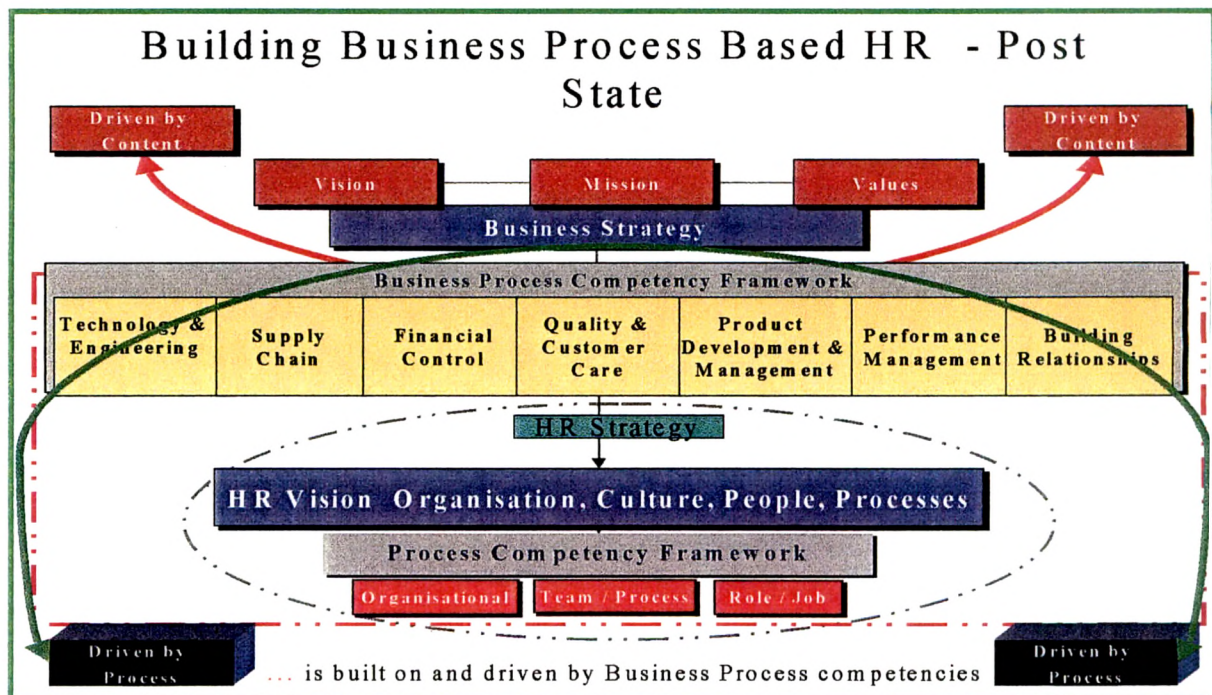 Building Business Process Based HR - Post
State
Driven by
Content
Driven by
Content
Vision
Mission
Values
Business Strategy
Business Process Competency Framework
Technology &
Engineering
Supply
Chain
Financial
Control
Quality &
Customer
Care
Product
Development &
Management
Performance
Management
Building
Relationships
HR Strategy
HR Vision Organisation, Culture, People, Processes
Process Competency Framework
Organisational
Team / Process
Role / Job
Driven by
Process
... is built on and driven by Business Process competencies
Driven by
Process